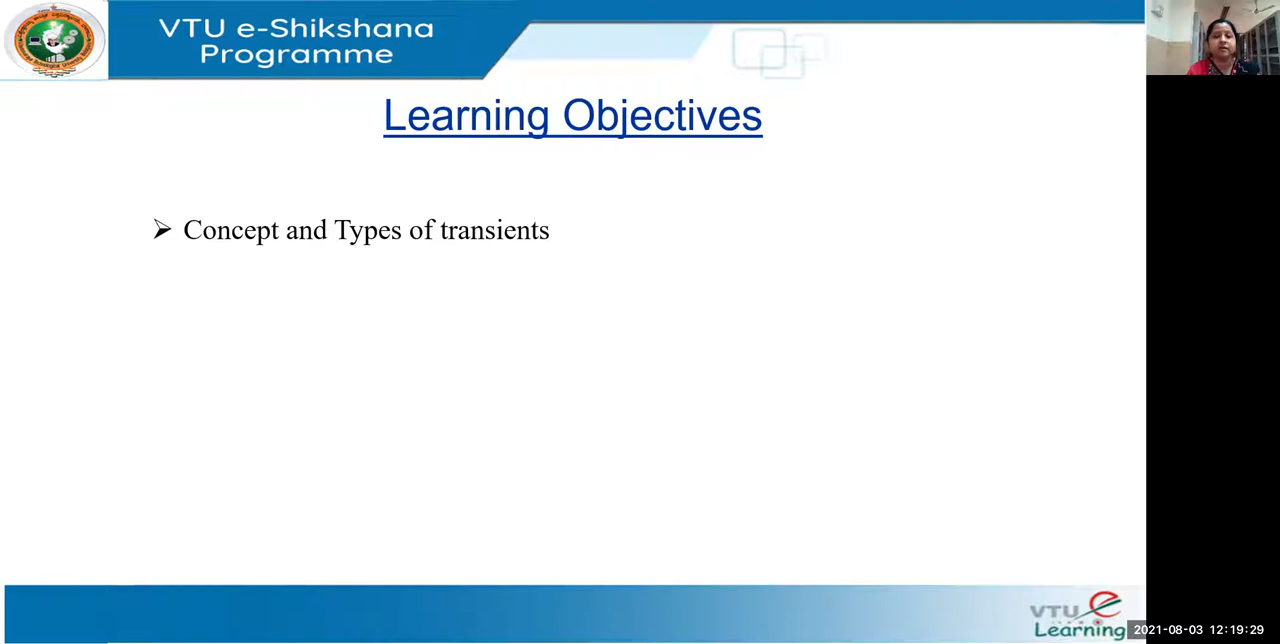 VTU e-Shikshana
Programme
Learning Objectives
➢ Concept and Types of transients
VTU e
Learning
2021-08-03 12:19:29